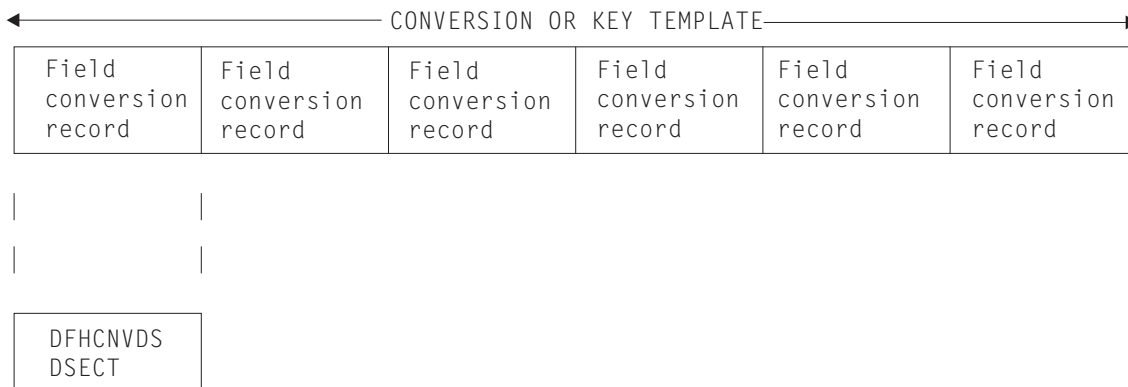 CONVERSION OR KEY TEMPLATE
Field
conversion
record
Field
conversion
record
Field
conversion
record
Field
conversion
record
Field
conversion
record
Field
conversion
record
DFHCNVDS
DSECT